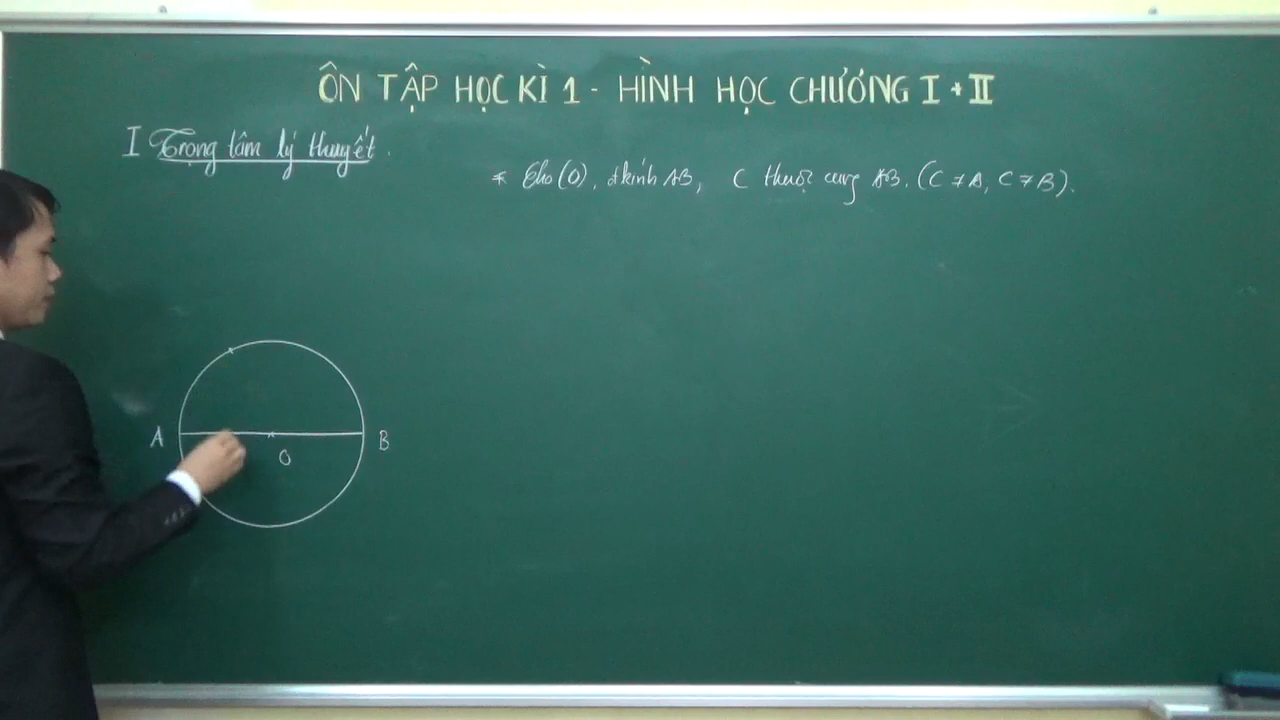 ÔN TẬP HỌC KÌ 1 - HÌNH HỌC CHƯƠNG I + II
I Trọng tâm lý thuyết.
* Cho (O), đkính AB, C thuộc cung AB. (C ≠ A, C ≠ B).
A
B
O